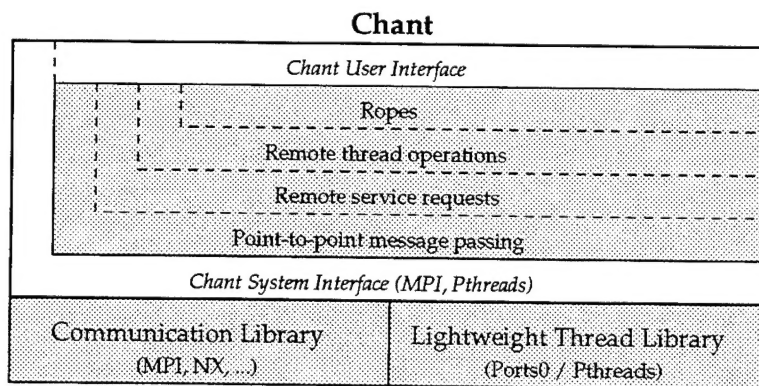 Chant
Chant User Interface
Ropes
Remote thread operations
Remote service requests
Point-to-point message passing
Chant System Interface (MPI, Pthreads)
Communication Library
(MPI, NX, ...)
Lightweight Thread Library
(Ports0 / Pthreads)